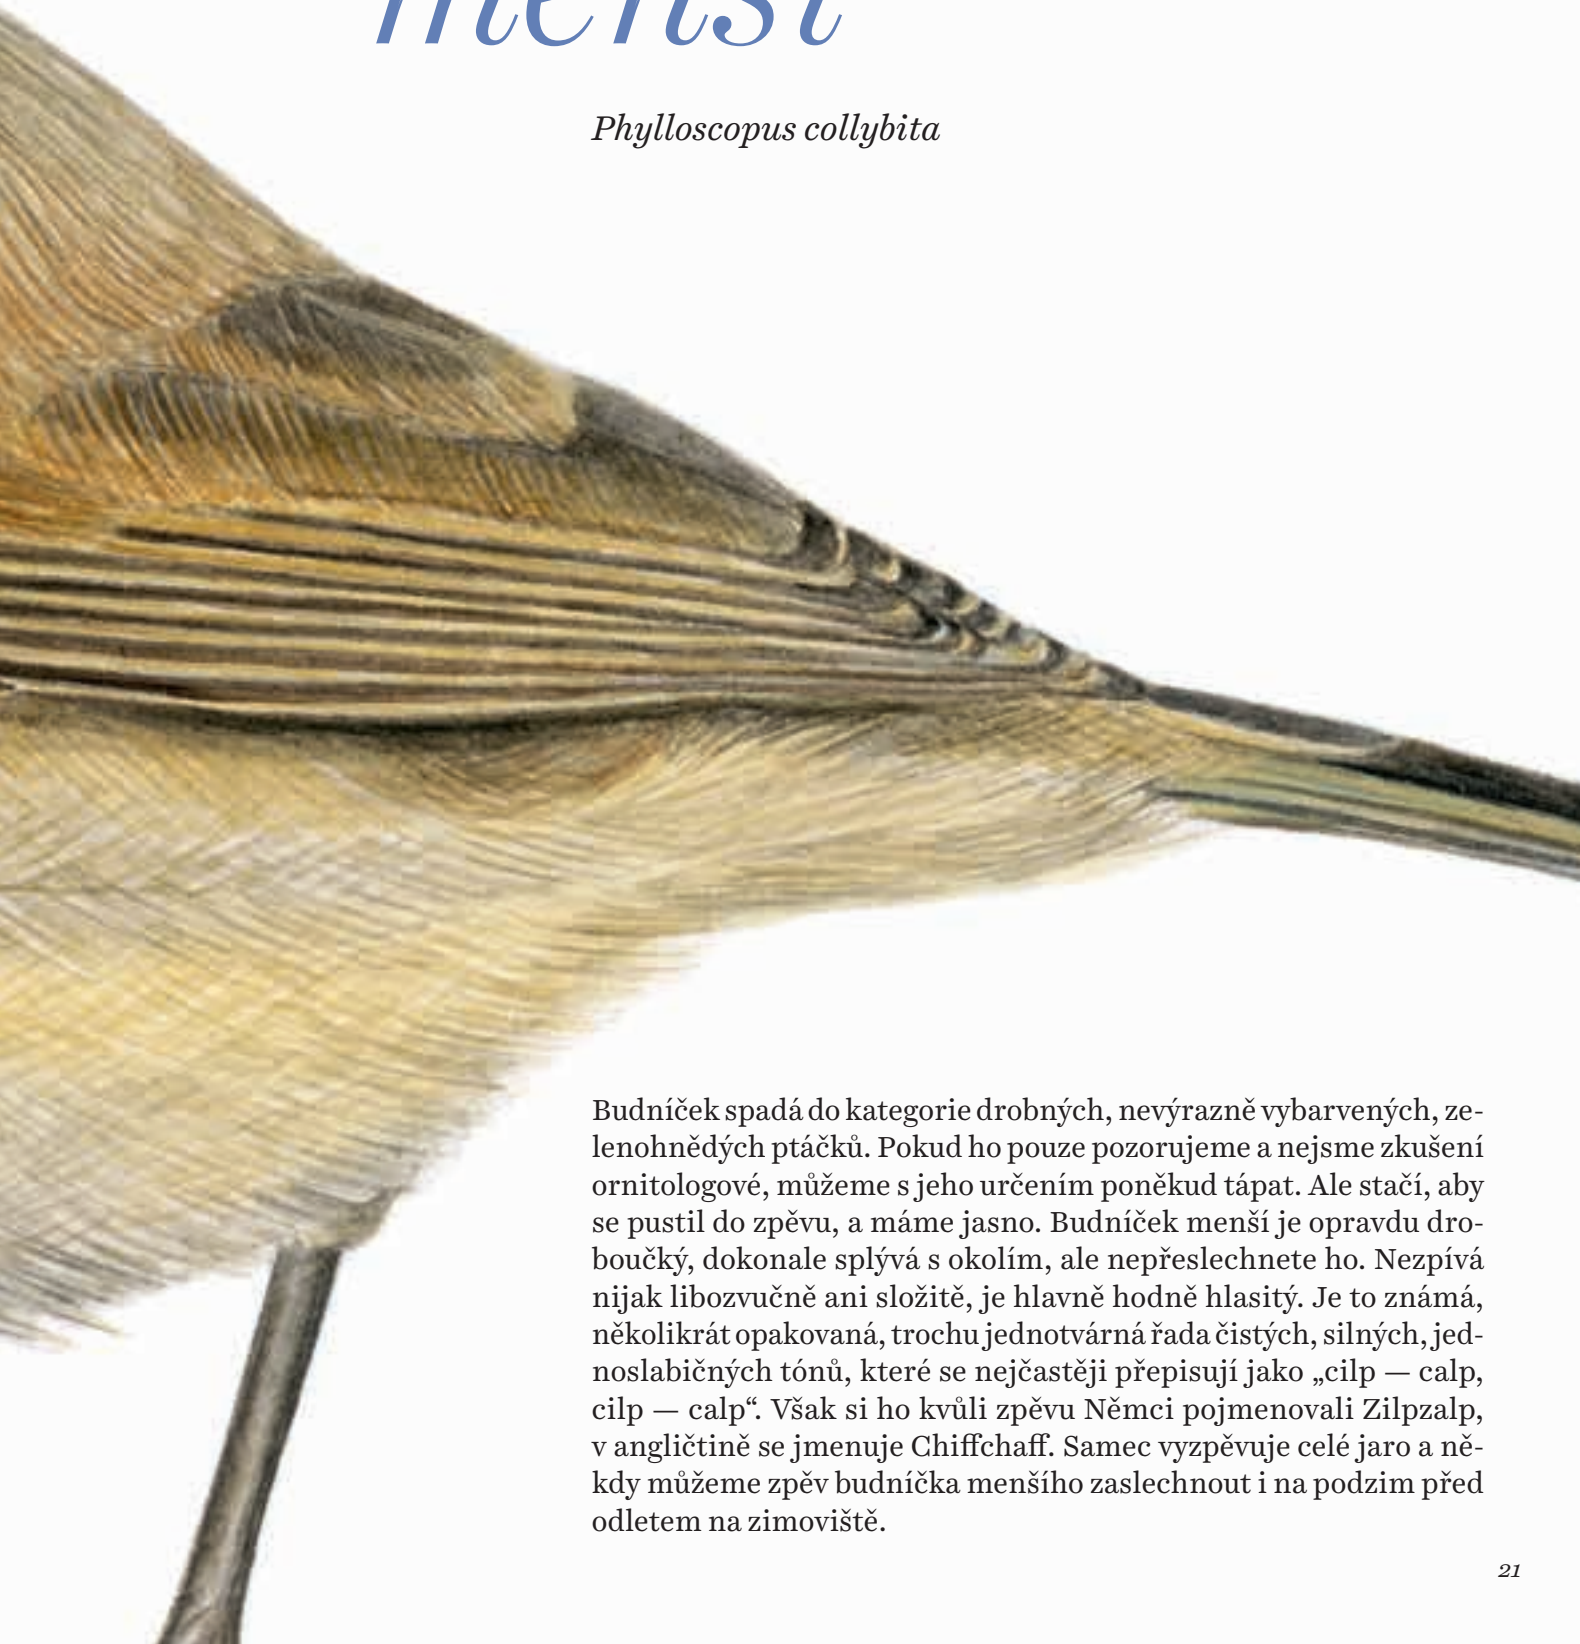 menší
Phylloscopus collybita
Budníček spadá do kategorie drobných, nevýrazně vybarvených, ze-
lenohnědých ptáčků. Pokud ho pouze pozorujeme a nejsme zkušení
ornitologové, můžeme s jeho určením poněkud tápat. Ale stačí, aby
se pustil do zpěvu, a máme jasno. Budníček menší je opravdu dro-
boučký, dokonale splývá s okolím, ale nepřeslechnete ho. Nezpívá
nijak libozvučně ani složitě, je hlavně hodně hlasitý. Je to známá,
několikrát opakovaná, trochu jednotvárná řada čistých, silných, jed-
noslabičných tónů, které se nejčastěji přepisují jako „cilp — calp,
cilp — calp“. Však si ho kvůli zpěvu Němci pojmenovali Zilpzalp,
v angličtině se jmenuje Chiffchaff. Samec vyzpěvuje celé jaro a ně-
kdy můžeme zpěv budníčka menšího zaslechnout i na podzim před
odletem na zimoviště.
21